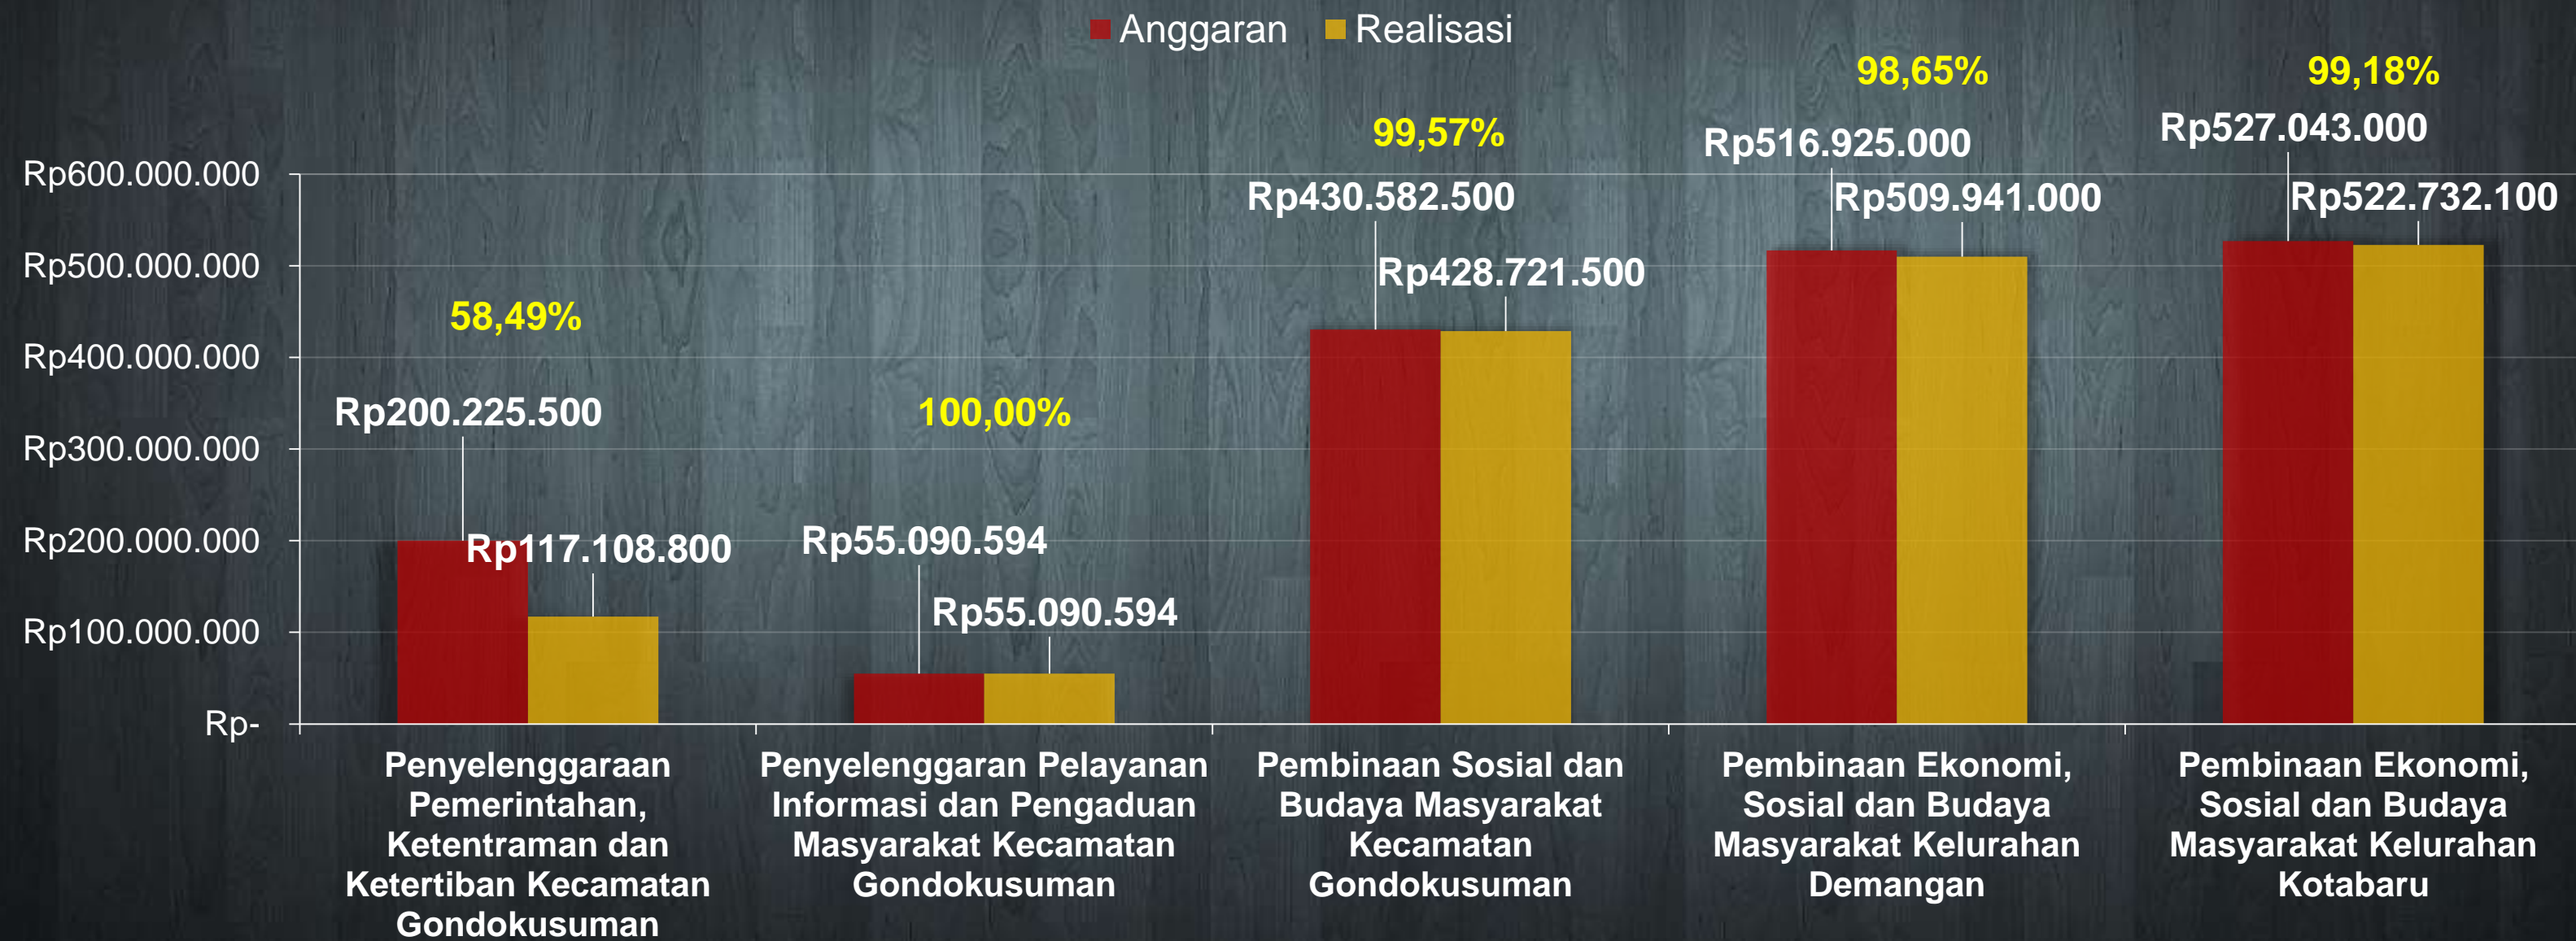 Anggaran Realisasi
98,65% 99,18%
99,57%
Rp516.925.000 Rp527.043.000
Rp600.000.000
Rp430.582.500 Rp509.941.000 Rp522.732.100
Rp500.000.000
Rp428.721.500
58,49%
Rp400.000.000
Rp200.225.500 100,00%
Rp300.000.000
Rp200.000.000
Rp117.108.800 Rp55.090.594
Rp55.090.594
Rp100.000.000
Rp-
Penyelenggaraan
Pemerintahan,
Ketentraman dan
Ketertiban Kecamatan
Gondokusuman
Penyelenggaran Pelayanan
Informasi dan Pengaduan
Masyarakat Kecamatan
Gondokusuman
Pembinaan Sosial dan
Budaya Masyarakat
Kecamatan
Gondokusuman
Pembinaan Ekonomi,
Sosial dan Budaya
Masyarakat Kelurahan
Demangan
Pembinaan Ekonomi,
Sosial dan Budaya
Masyarakat Kelurahan
Kotabaru